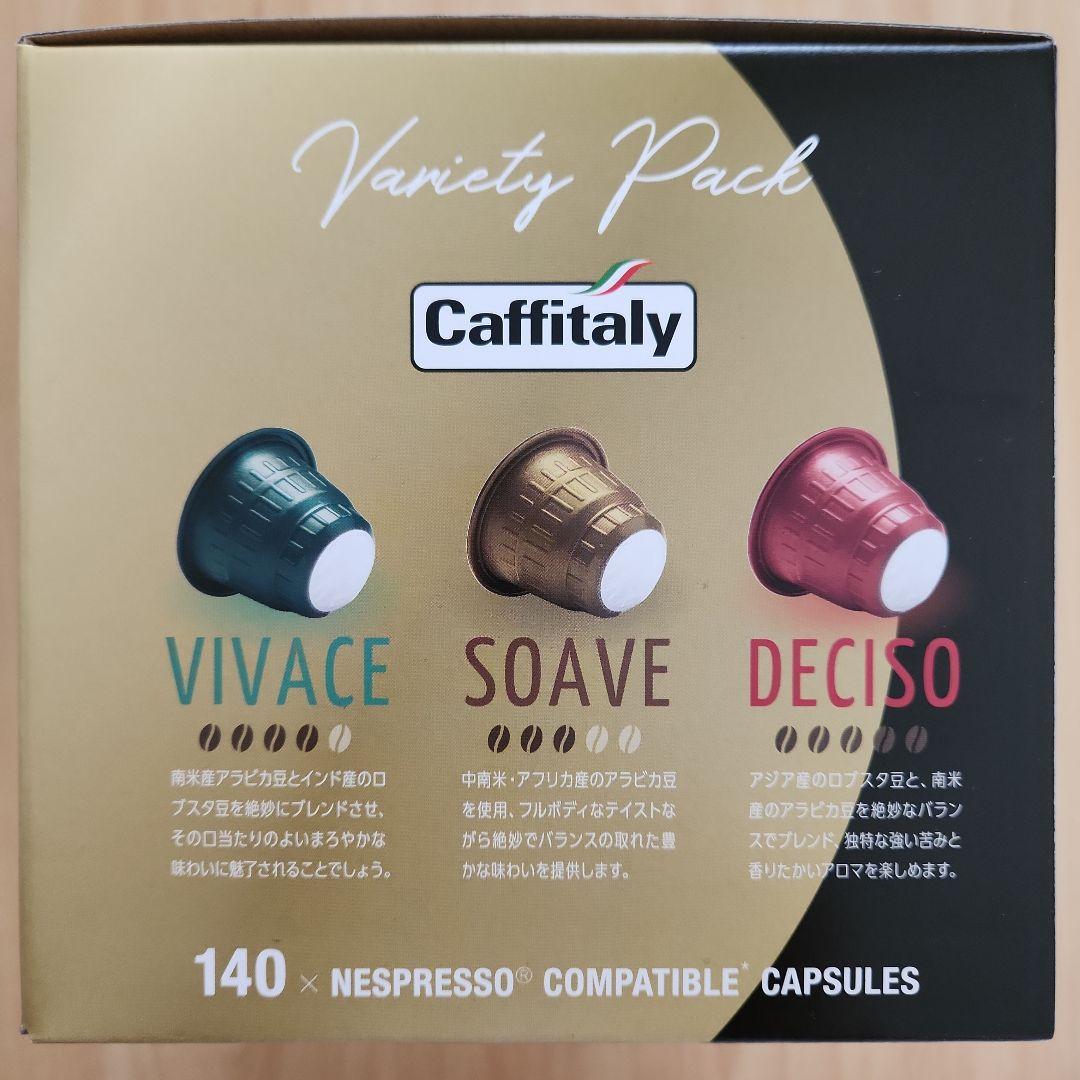 Variety Pack
Caffitaly
VIVACE
南米産アラビカ豆とインド産のロ
ブスタ豆を絶妙にブレンドさせ、
その口当たりのよいまろやかな
味わいに魅了されることでしょう。
SOAVE
中南米・アフリカ産のアラビカ豆
を使用、フルボディなテイストな
がら絶妙でバランスの取れた豊
かな味わいを提供します。
DECISO
アジア産のロブスタ豆と、南米
産のアラビカ豆を絶妙なバラン
スでブレンド、独特な強い苦みと
香りたかいアロマを楽しめます。
140 × NESPRESSO® COMPATIBLE* CAPSULES